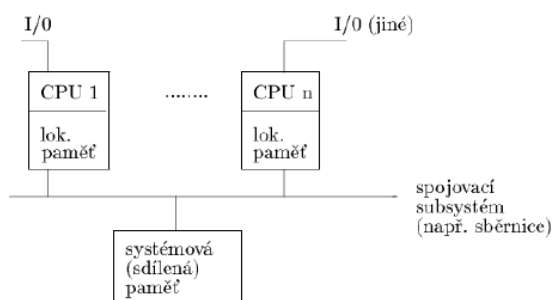 I/0
I/0 (jiné)
CPU 1
........
CPU n
lok.
paměť
lok.
paměť
spojovací
subsystém
(např. sběrnice)
systémová
(sdílená)
paměť